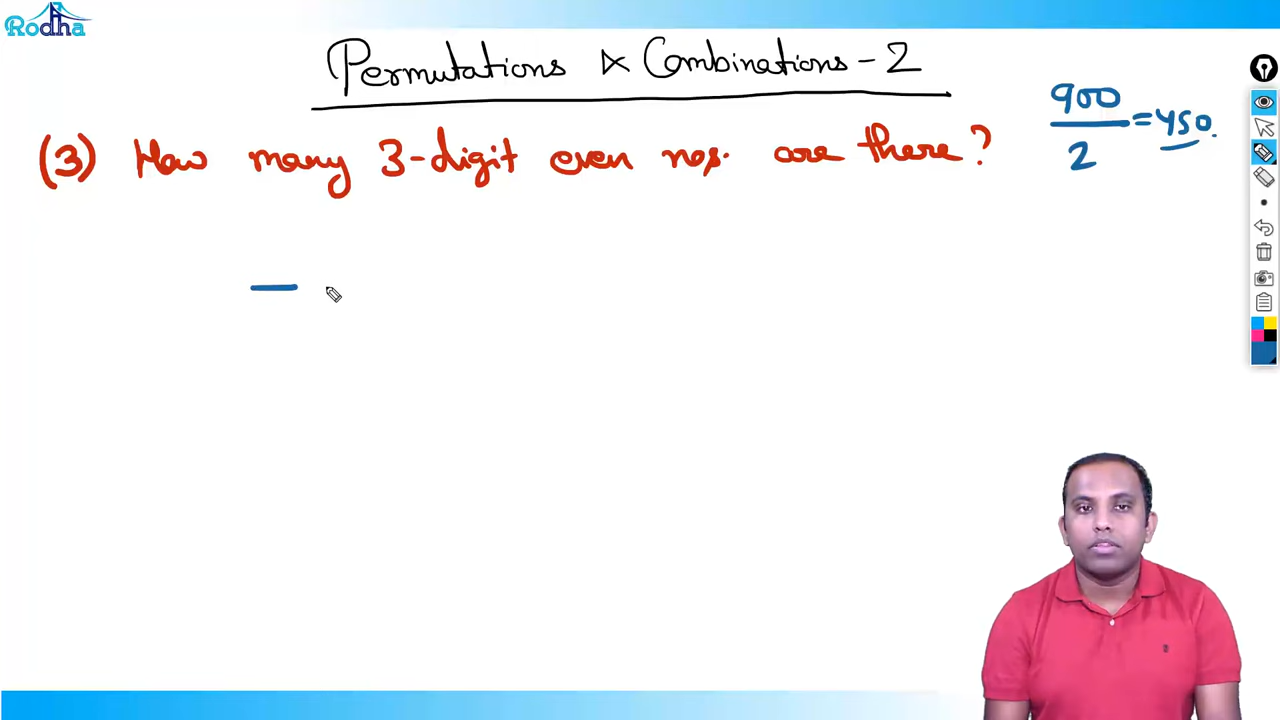 Rodha
Permutations & Combinations - 2
(3) How many 3-digit even nos. are there?
900
2
= 450.